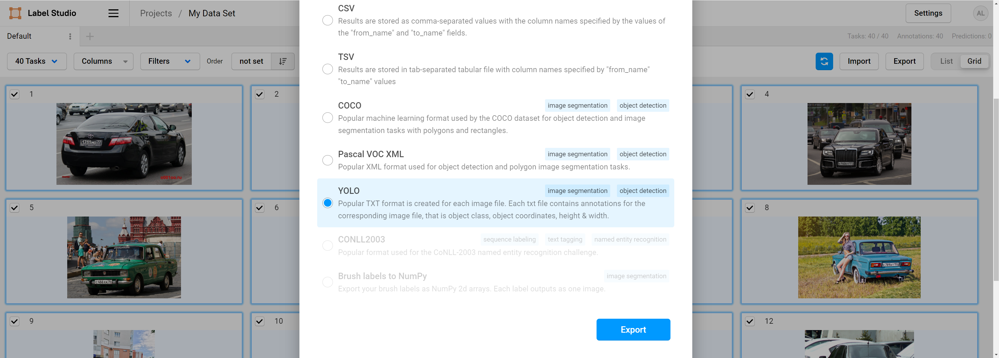 Label Studio
Projects / My Data Set
Settings
AL
Default
Tasks: 40 / 40 Annotations: 40 Predictions: 0
40 Tasks
Columns
Filters
Order
not set
Import
Export
List
Grid
CSV
Results are stored as comma-separated values with the column names specified by the values of
the "from_name" and "to_name" fields.
TSV
Results are stored in tab-separated tabular file with column names specified by "from_name"
"to_name" values
COCO
image segmentation
object detection
Popular machine learning format used by the COCO dataset for object detection and image
segmentation tasks with polygons and rectangles.
Pascal VOC XML
image segmentation
object detection
Popular XML format used for object detection and polygon image segmentation tasks.
YOLO
image segmentation
object detection
Popular TXT format is created for each image file. Each txt file contains annotations for the
corresponding image file, that is object class, object coordinates, height & width.
CONLL2003
sequence labeling
text tagging
named entity recognition
Popular format used for the CoNLL-2003 named entity recognition challenge.
Brush labels to NumPy
image segmentation
Export your brush labels as NumPy 2d arrays. Each label outputs as one image.
Export
1
1711МО 77
o001oo.ru
2
4
5
С 466 ХА 76
6
8
С 789 АТ
9
10
12